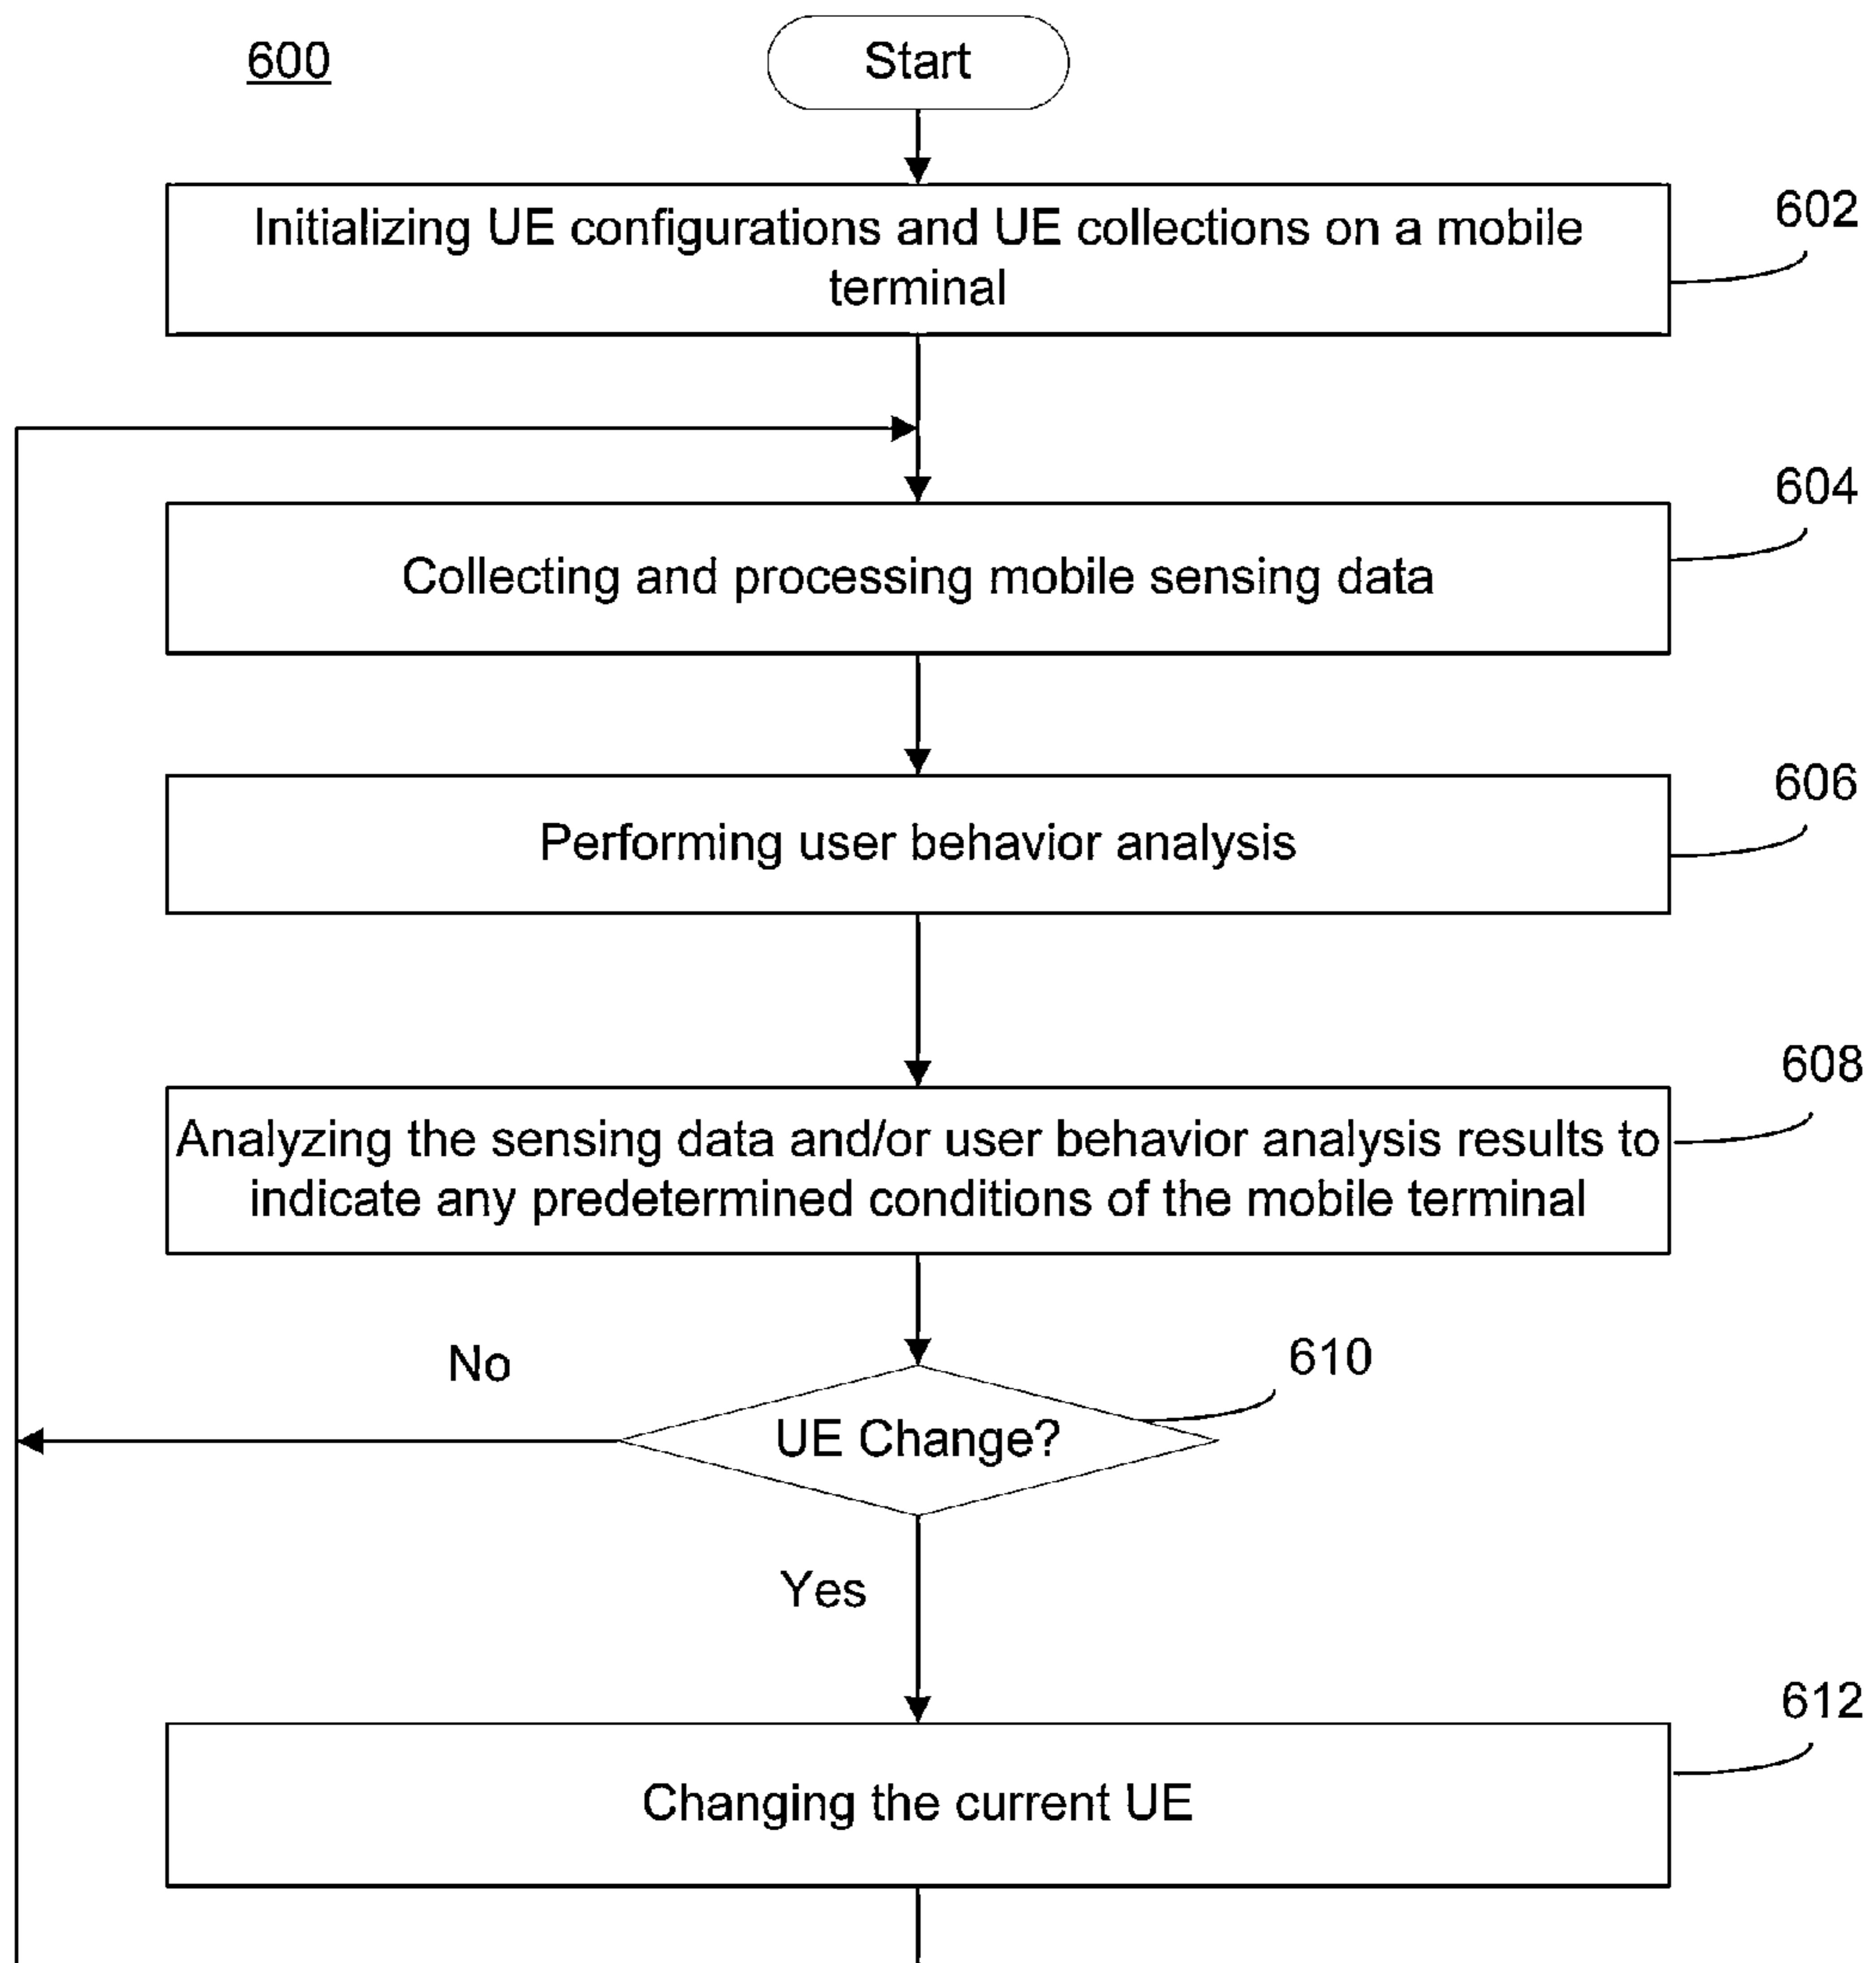 600
Start
Initializing UE configurations and UE collections on a mobile
terminal
602
Collecting and processing mobile sensing data
604
Performing user behavior analysis
606
Analyzing the sensing data and/or user behavior analysis results to
indicate any predetermined conditions of the mobile terminal
608
No
UE Change?
610
Yes
Changing the current UE
612